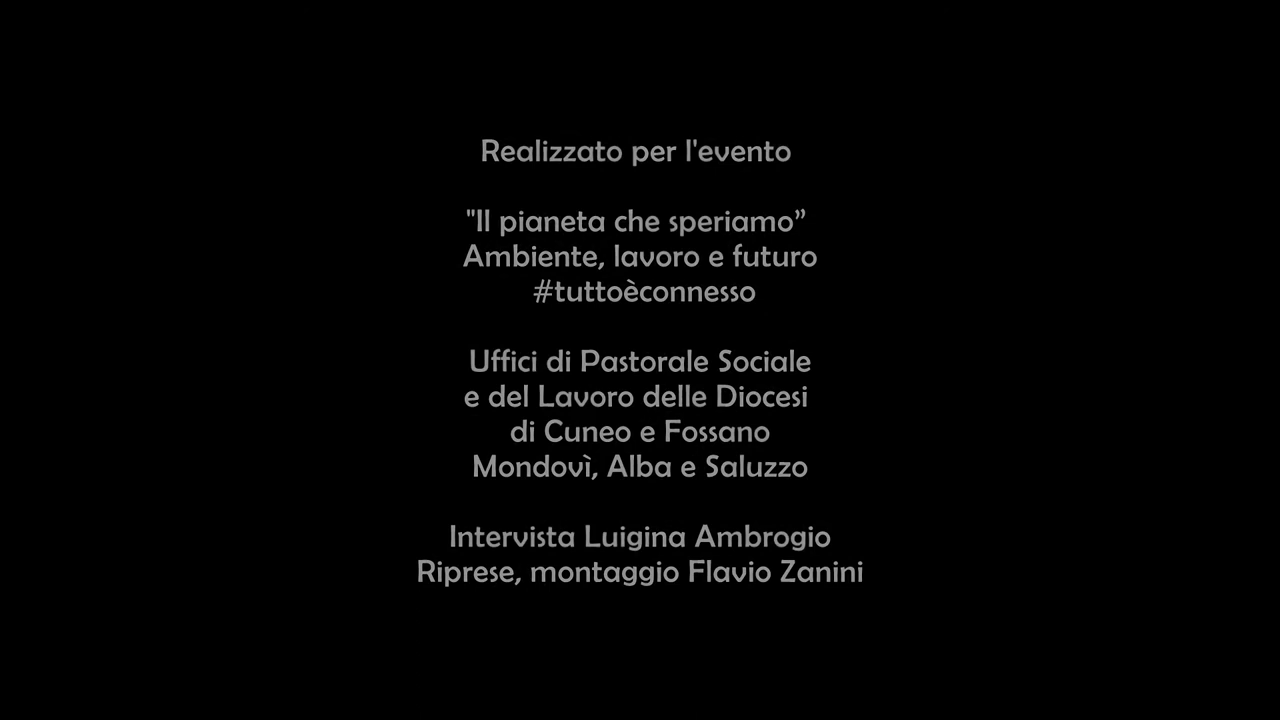 Realizzato per l'evento
"Il pianeta che speriamo”
Ambiente, lavoro e futuro
#tuttoèconnesso
Uffici di Pastorale Sociale
e del Lavoro delle Diocesi
di Cuneo e Fossano
Mondovì, Alba e Saluzzo
Intervista Luigina Ambrogio
Riprese, montaggio Flavio Zanini